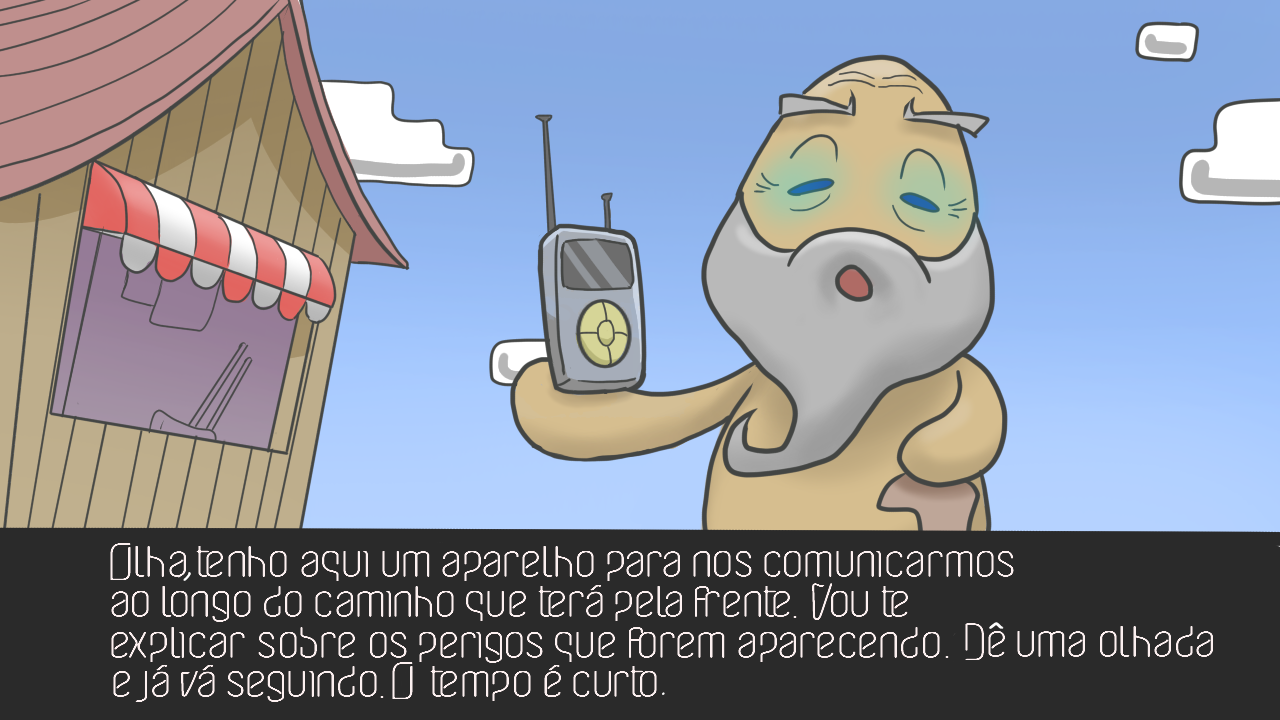 Olha,tenho aqui um aparelho para nos comunicarmos
ao longo do caminho que terá pela frente. Vou te
explicar sobre os perigos que forem aparecendo. Dê uma olhada
e já vá seguindo. O tempo é curto.